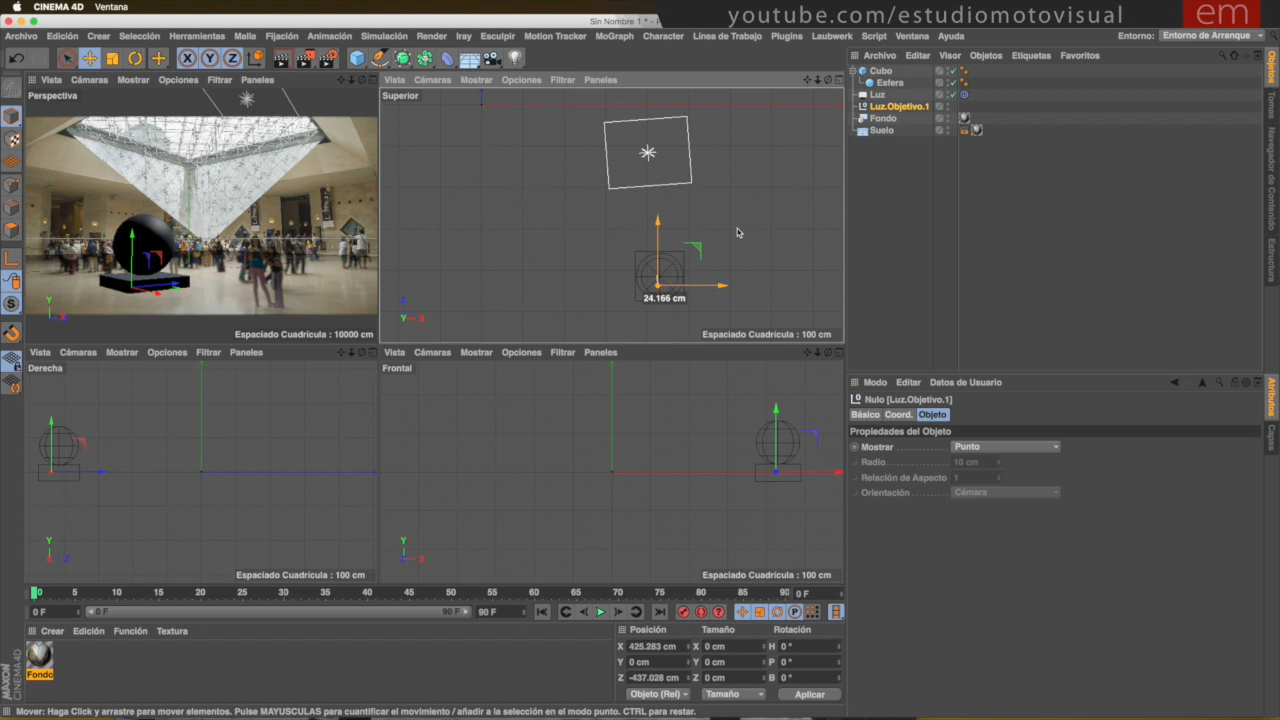 CINEMA 4D Ventana
Sin Nombre 1 * -
youtube.com/estudiomotovisual
em
Archivo Edición Crear Selección Herramientas Malla Fijación Animación Simulación Render Iray Esculpir Motion Tracker MoGraph Character Línea de Trabajo Plugins Laubwerk Script Ventana Ayuda
Entorno: Entorno de Arranque
X Y Z
Vista Cámaras Mostrar Opciones Filtrar Paneles
Perspectiva
Y
X
Espaciado Cuadrícula : 10000 cm
Vista Cámaras Mostrar Opciones Filtrar Paneles
Superior
24.166 cm
Z
Y X
Espaciado Cuadrícula : 100 cm
Vista Cámaras Mostrar Opciones Filtrar Paneles
Derecha
Y
Z
Espaciado Cuadrícula : 100 cm
Vista Cámaras Mostrar Opciones Filtrar Paneles
Frontal
Y
X
Espaciado Cuadrícula : 100 cm
Archivo Editar Visor Objetos Etiquetas Favoritos
Cubo
Esfera
Luz
Luz.Objetivo.1
Fondo
Suelo
Objetos
Tomas
Navegador de Contenido
Estructura
Modo Editar Datos de Usuario
Nulo [Luz.Objetivo.1]
Básico Coord. Objeto
Propiedades del Objeto
Mostrar Punto
Radio 10 cm
Relación de Aspecto 1
Orientación Cámara
Atributos
Capas
0 5 10 15 20 25 30 35 40 45 50 55 60 65 70 75 80 85 90 0 F
0 F 0 F 90 F 90 F
Crear Edición Función Textura
Fondo
MAXON
CINEMA4D
Posición Tamaño Rotación
X 425.283 cm X 0 cm H 0 °
Y 0 cm Y 0 cm P 0 °
Z -437.028 cm Z 0 cm B 0 °
Objeto (Rel) Tamaño Aplicar
Mover: Haga Click y arrastre para mover elementos. Pulse MAYUSCULAS para cuantificar el movimiento / añadir a la selección en el modo punto. CTRL para restar.